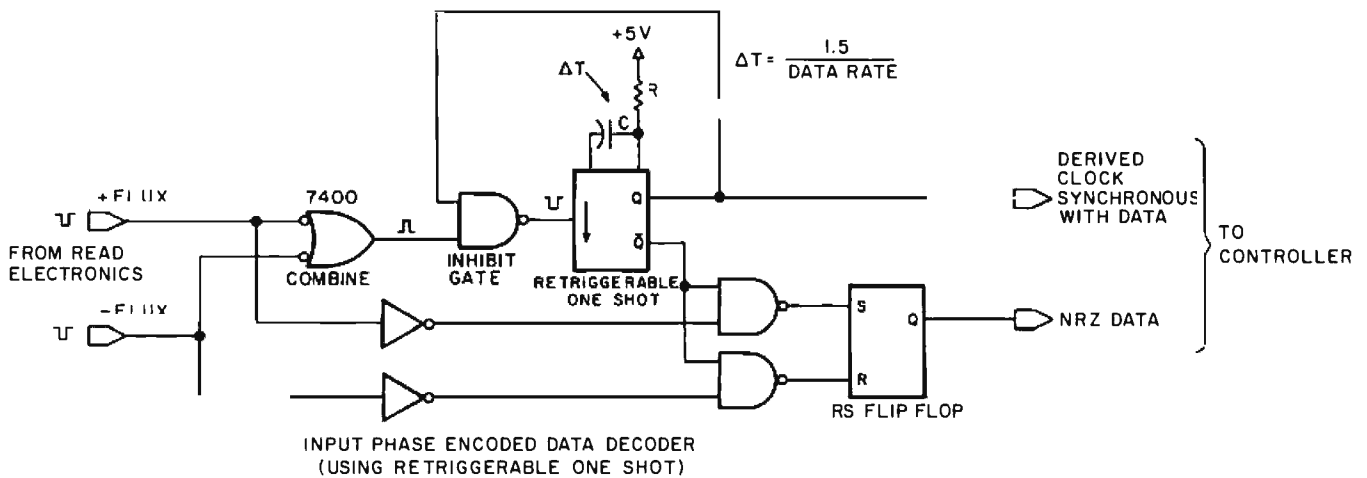 +5V
ΔT = 1.5 / DATA RATE
ΔT
R
C
DERIVED
CLOCK
SYNCHRONOUS
WITH DATA
TO
CONTROLLER
+FLUX
7400
Q
FROM READ
ELECTRONICS
COMBINE
INHIBIT
GATE
Q̅
RETRIGGERABLE
ONE SHOT
-FLUX
S
Q
NRZ DATA
R
RS FLIP FLOP
INPUT PHASE ENCODED DATA DECODER
(USING RETRIGGERABLE ONE SHOT)